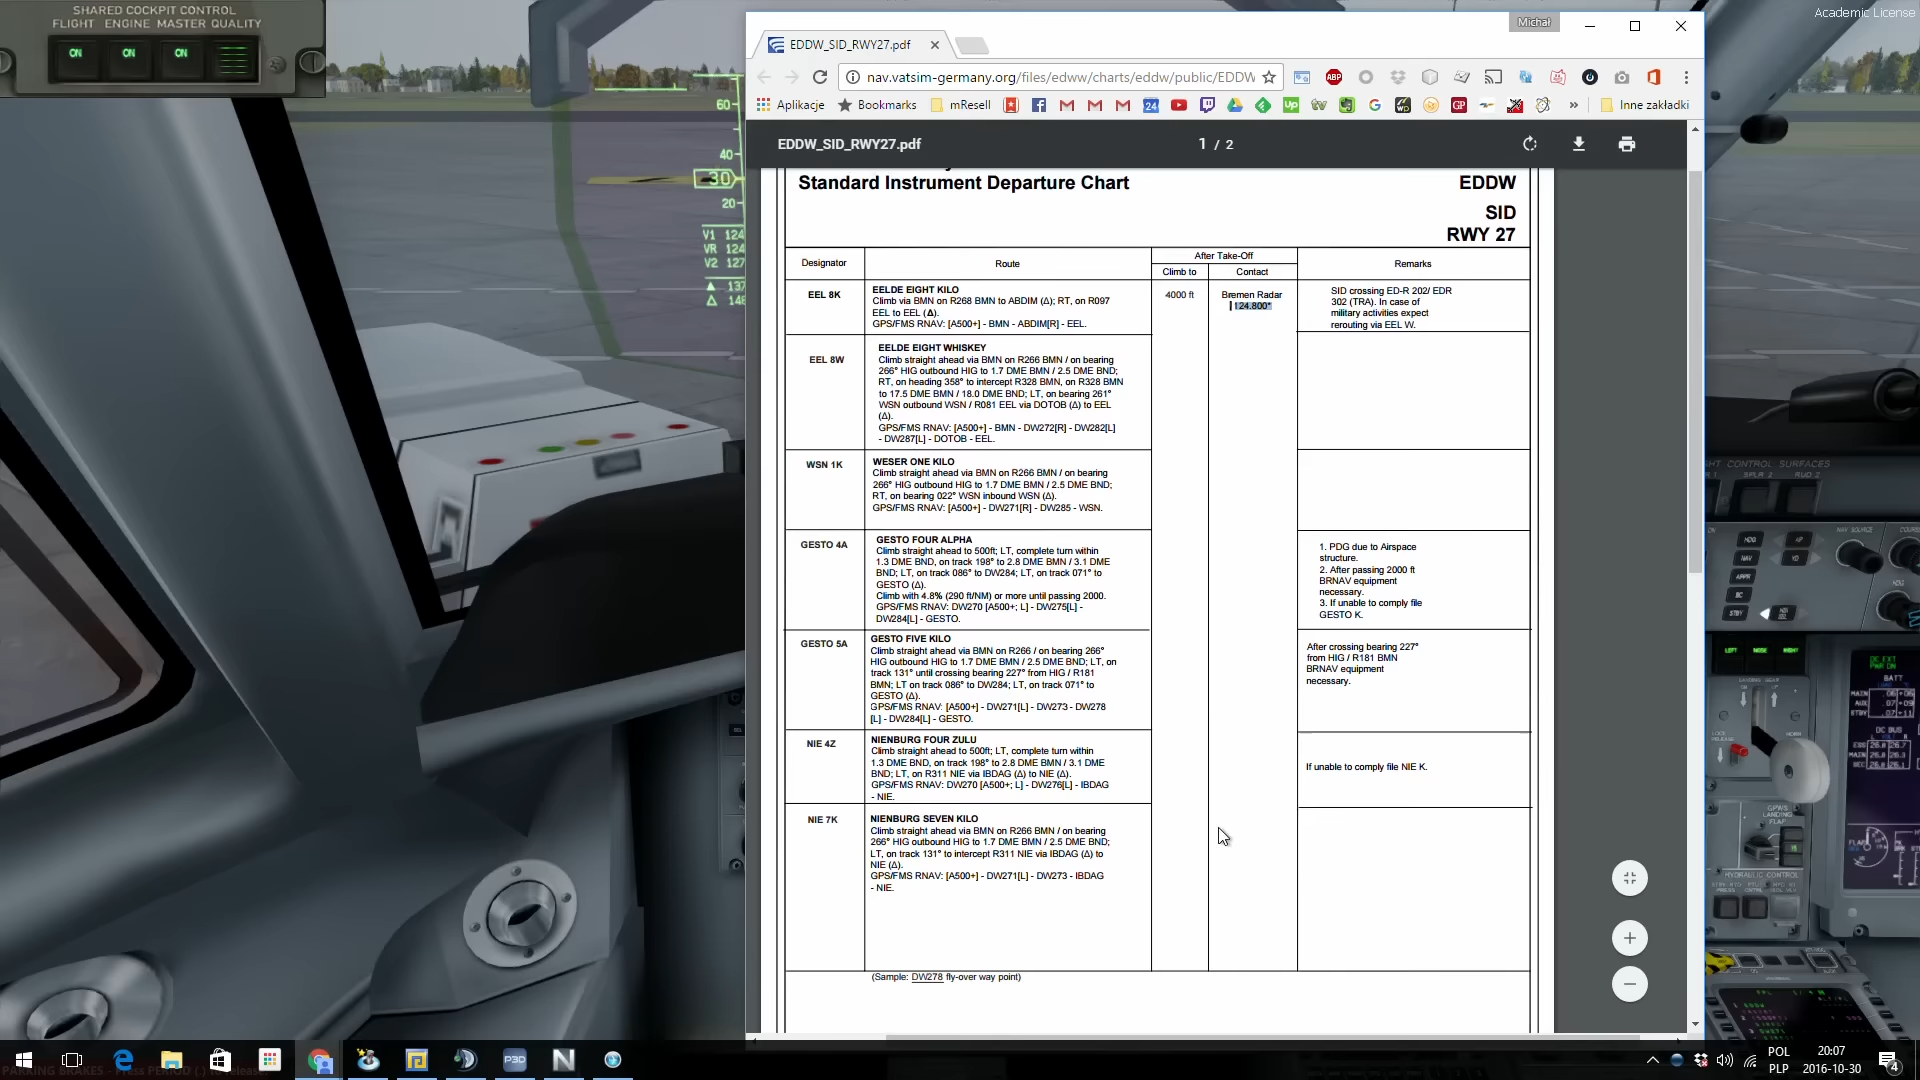 SHARED COCKPIT CONTROL
FLIGHT ENGINE MASTER QUALITY
ON ON ON
Academic License
Michał
EDDW_SID_RWY27.pdf
nav.vatsim-germany.org/files/edww/charts/eddw/public/EDDW
Aplikacje Bookmarks mResell Inne zakładki
EDDW_SID_RWY27.pdf
1 / 2
Standard Instrument Departure Chart
EDDW
SID
RWY 27
Designator
Route
After Take-Off
Climb to
Contact
Remarks
EEL 8K
EELDE EIGHT KILO
Climb via BMN on R268 BMN to ABDIM (Δ); RT, on R097
EEL to EEL (Δ).
GPS/FMS RNAV: [A500+] - BMN - ABDIM[R] - EEL.
4000 ft
Bremen Radar
124.800*
SID crossing ED-R 202/ EDR
302 (TRA). In case of
military activities expect
rerouting via EEL W.
EEL 8W
EELDE EIGHT WHISKEY
Climb straight ahead via BMN on R266 BMN / on bearing
266° HIG outbound HIG to 1.7 DME BMN / 2.5 DME BND;
RT, on heading 358° to intercept R328 BMN, on R328 BMN
to 17.5 DME BMN / 18.0 DME BND; LT, on bearing 261°
WSN outbound WSN / R081 EEL via DOTOB (Δ) to EEL
(Δ).
GPS/FMS RNAV: [A500+] - BMN - DW272[R] - DW282[L]
- DW287[L] - DOTOB - EEL.
WSN 1K
WESER ONE KILO
Climb straight ahead via BMN on R266 BMN / on bearing
266° HIG outbound HIG to 1.7 DME BMN / 2.5 DME BND;
RT, on bearing 022° WSN inbound WSN (Δ).
GPS/FMS RNAV: [A500+] - DW271[R] - DW285 - WSN.
GESTO 4A
GESTO FOUR ALPHA
Climb straight ahead to 500ft; LT, complete turn within
1.3 DME BND, on track 198° to 2.8 DME BMN / 3.1 DME
BND; LT, on track 086° to DW284; LT, on track 071° to
GESTO (Δ).
Climb with 4.8% (290 ft/NM) or more until passing 2000.
GPS/FMS RNAV: DW270 [A500+; L] - DW275[L] -
DW284[L] - GESTO.
1. PDG due to Airspace
structure.
2. After passing 2000 ft
BRNAV equipment
necessary.
3. If unable to comply file
GESTO K.
GESTO 5A
GESTO FIVE KILO
Climb straight ahead via BMN on R266 / on bearing 266°
HIG outbound HIG to 1.7 DME BMN / 2.5 DME BND; LT, on
track 131° until crossing bearing 227° from HIG / R181
BMN; LT on track 086° to DW284; LT, on track 071° to
GESTO (Δ).
GPS/FMS RNAV: [A500+] - DW271[L] - DW273 - DW278
[L] - DW284[L] - GESTO.
After crossing bearing 227°
from HIG / R181 BMN
BRNAV equipment
necessary.
NIE 4Z
NIENBURG FOUR ZULU
Climb straight ahead to 500ft; LT, complete turn within
1.3 DME BND, on track 198° to 2.8 DME BMN / 3.1 DME
BND; LT, on R311 NIE via IBDAG (Δ) to NIE (Δ).
GPS/FMS RNAV: DW270 [A500+; L] - DW276[L] - IBDAG
- NIE.
If unable to comply file NIE K.
NIE 7K
NIENBURG SEVEN KILO
Climb straight ahead via BMN on R266 BMN / on bearing
266° HIG outbound HIG to 1.7 DME BMN / 2.5 DME BND;
LT, on track 131° to intercept R311 NIE via IBDAG (Δ) to
NIE (Δ).
GPS/FMS RNAV: [A500+] - DW271[L] - DW273 - IBDAG
- NIE.
(Sample: DW278 fly-over way point)
60
40
30
20
V1 124
VR 124
V2 127
LEFT NOSE RIGHT
DC BUS
HYDRAULIC CONTROL
POL
PLP
20:07
2016-10-30
4